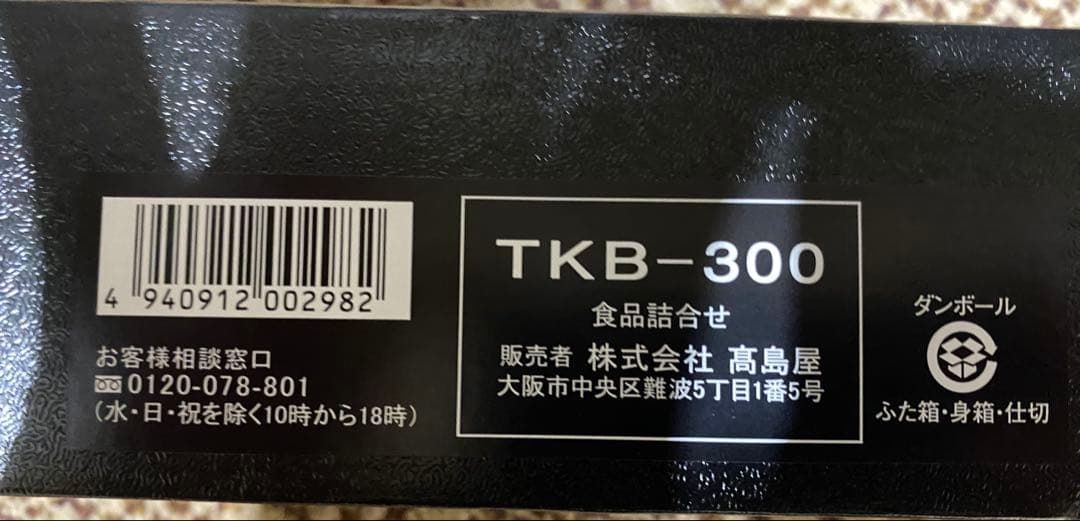 4 940912 002982
お客様相談窓口
0120-078-801
(水・日・祝を除く10時から18時)
TKB-300
食品詰合せ
販売者 株式会社 髙島屋
大阪市中央区難波5丁目1番5号
ダンボール
ふた箱・身箱・仕切